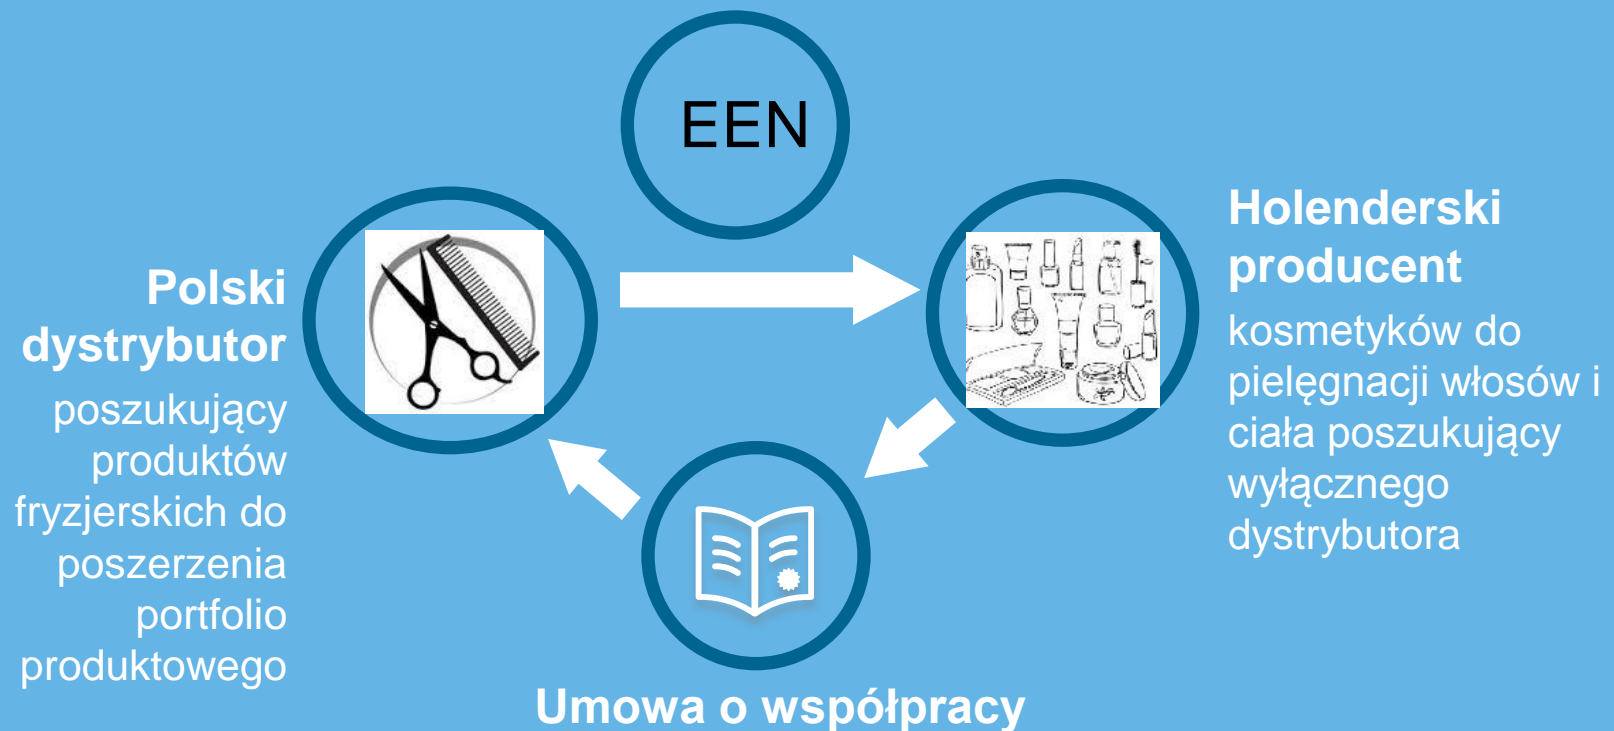 EEN
Polski
dystrybutor
poszukujący
produktów
fryzjerskich do
poszerzenia
portfolio
produktowego
Holenderski
producent
kosmetyków do
pielęgnacji włosów i
ciała poszukujący
wyłącznego
dystrybutora
Umowa o współpracy